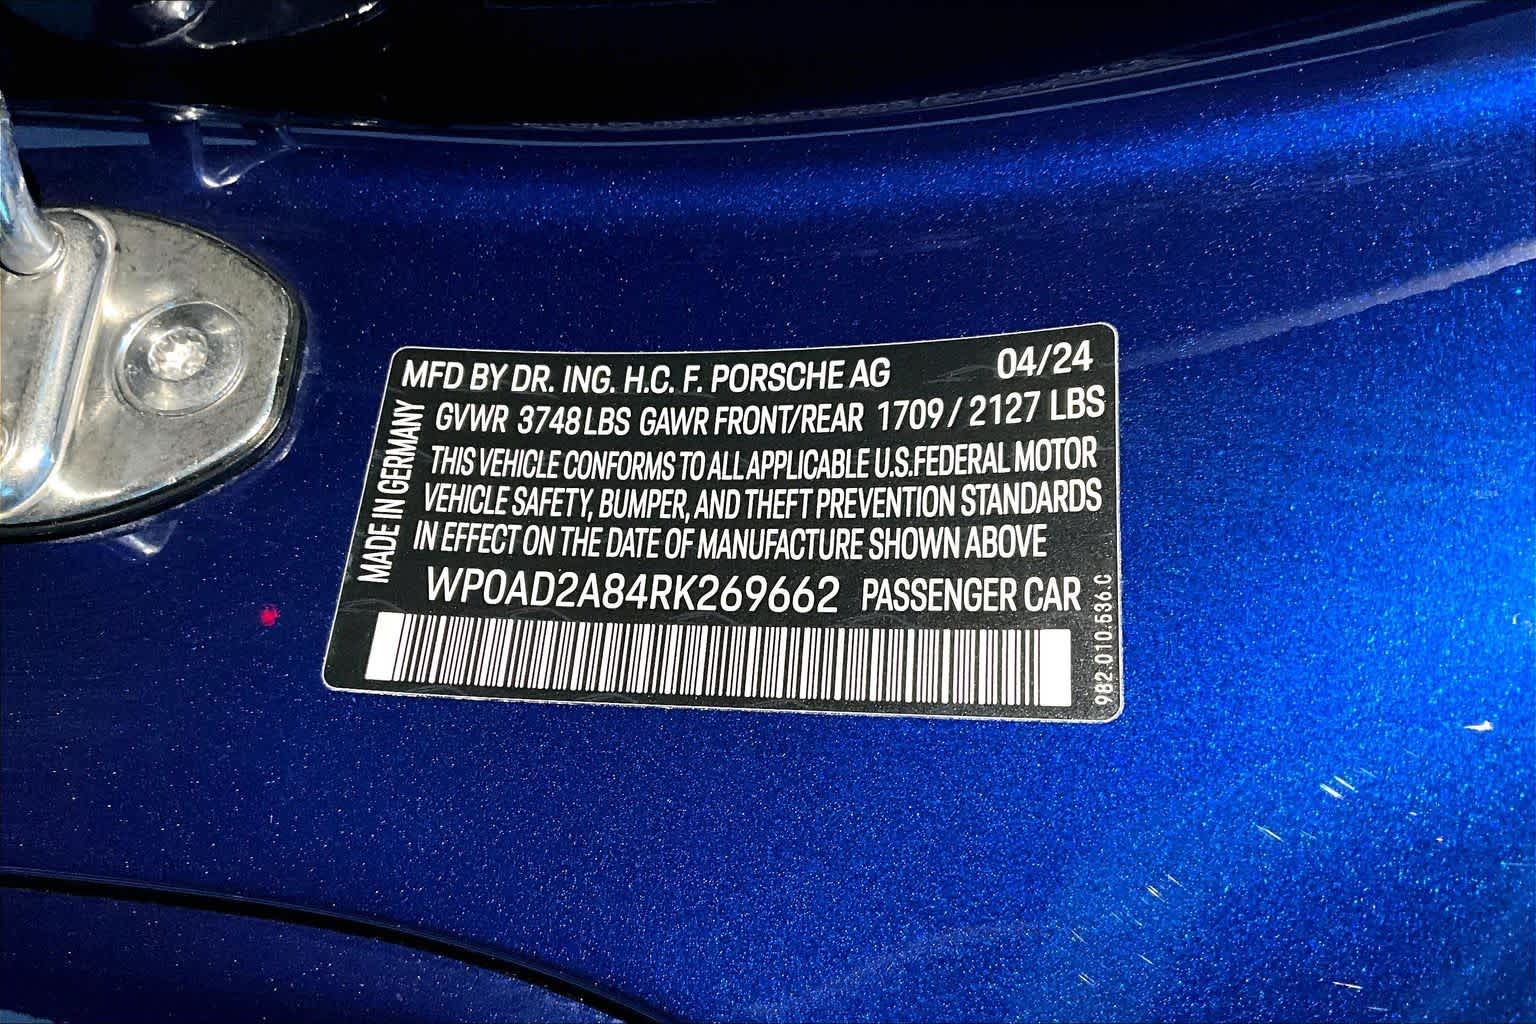 MFD BY DR. ING. H.C. F. PORSCHE AG 04/24
GVWR 3748 LBS GAWR FRONT/REAR 1709 / 2127 LBS
THIS VEHICLE CONFORMS TO ALL APPLICABLE U.S.FEDERAL MOTOR
VEHICLE SAFETY, BUMPER, AND THEFT PREVENTION STANDARDS
IN EFFECT ON THE DATE OF MANUFACTURE SHOWN ABOVE
WP0AD2A84RK269662 PASSENGER CAR
MADE IN GERMANY
982.010.536.C